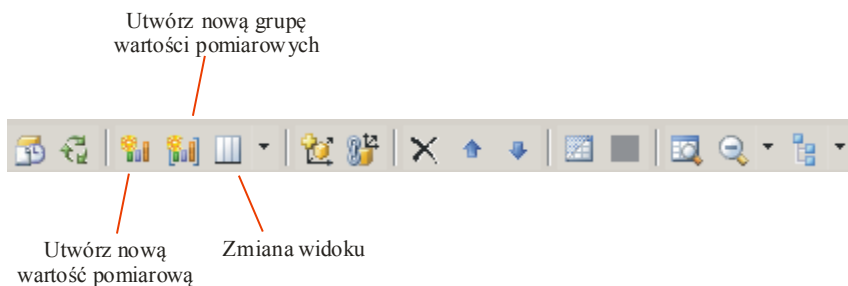 Utwórz nową grupę
wartości pomiarowych
Utwórz nową
wartość pomiarową
Zmiana widoku